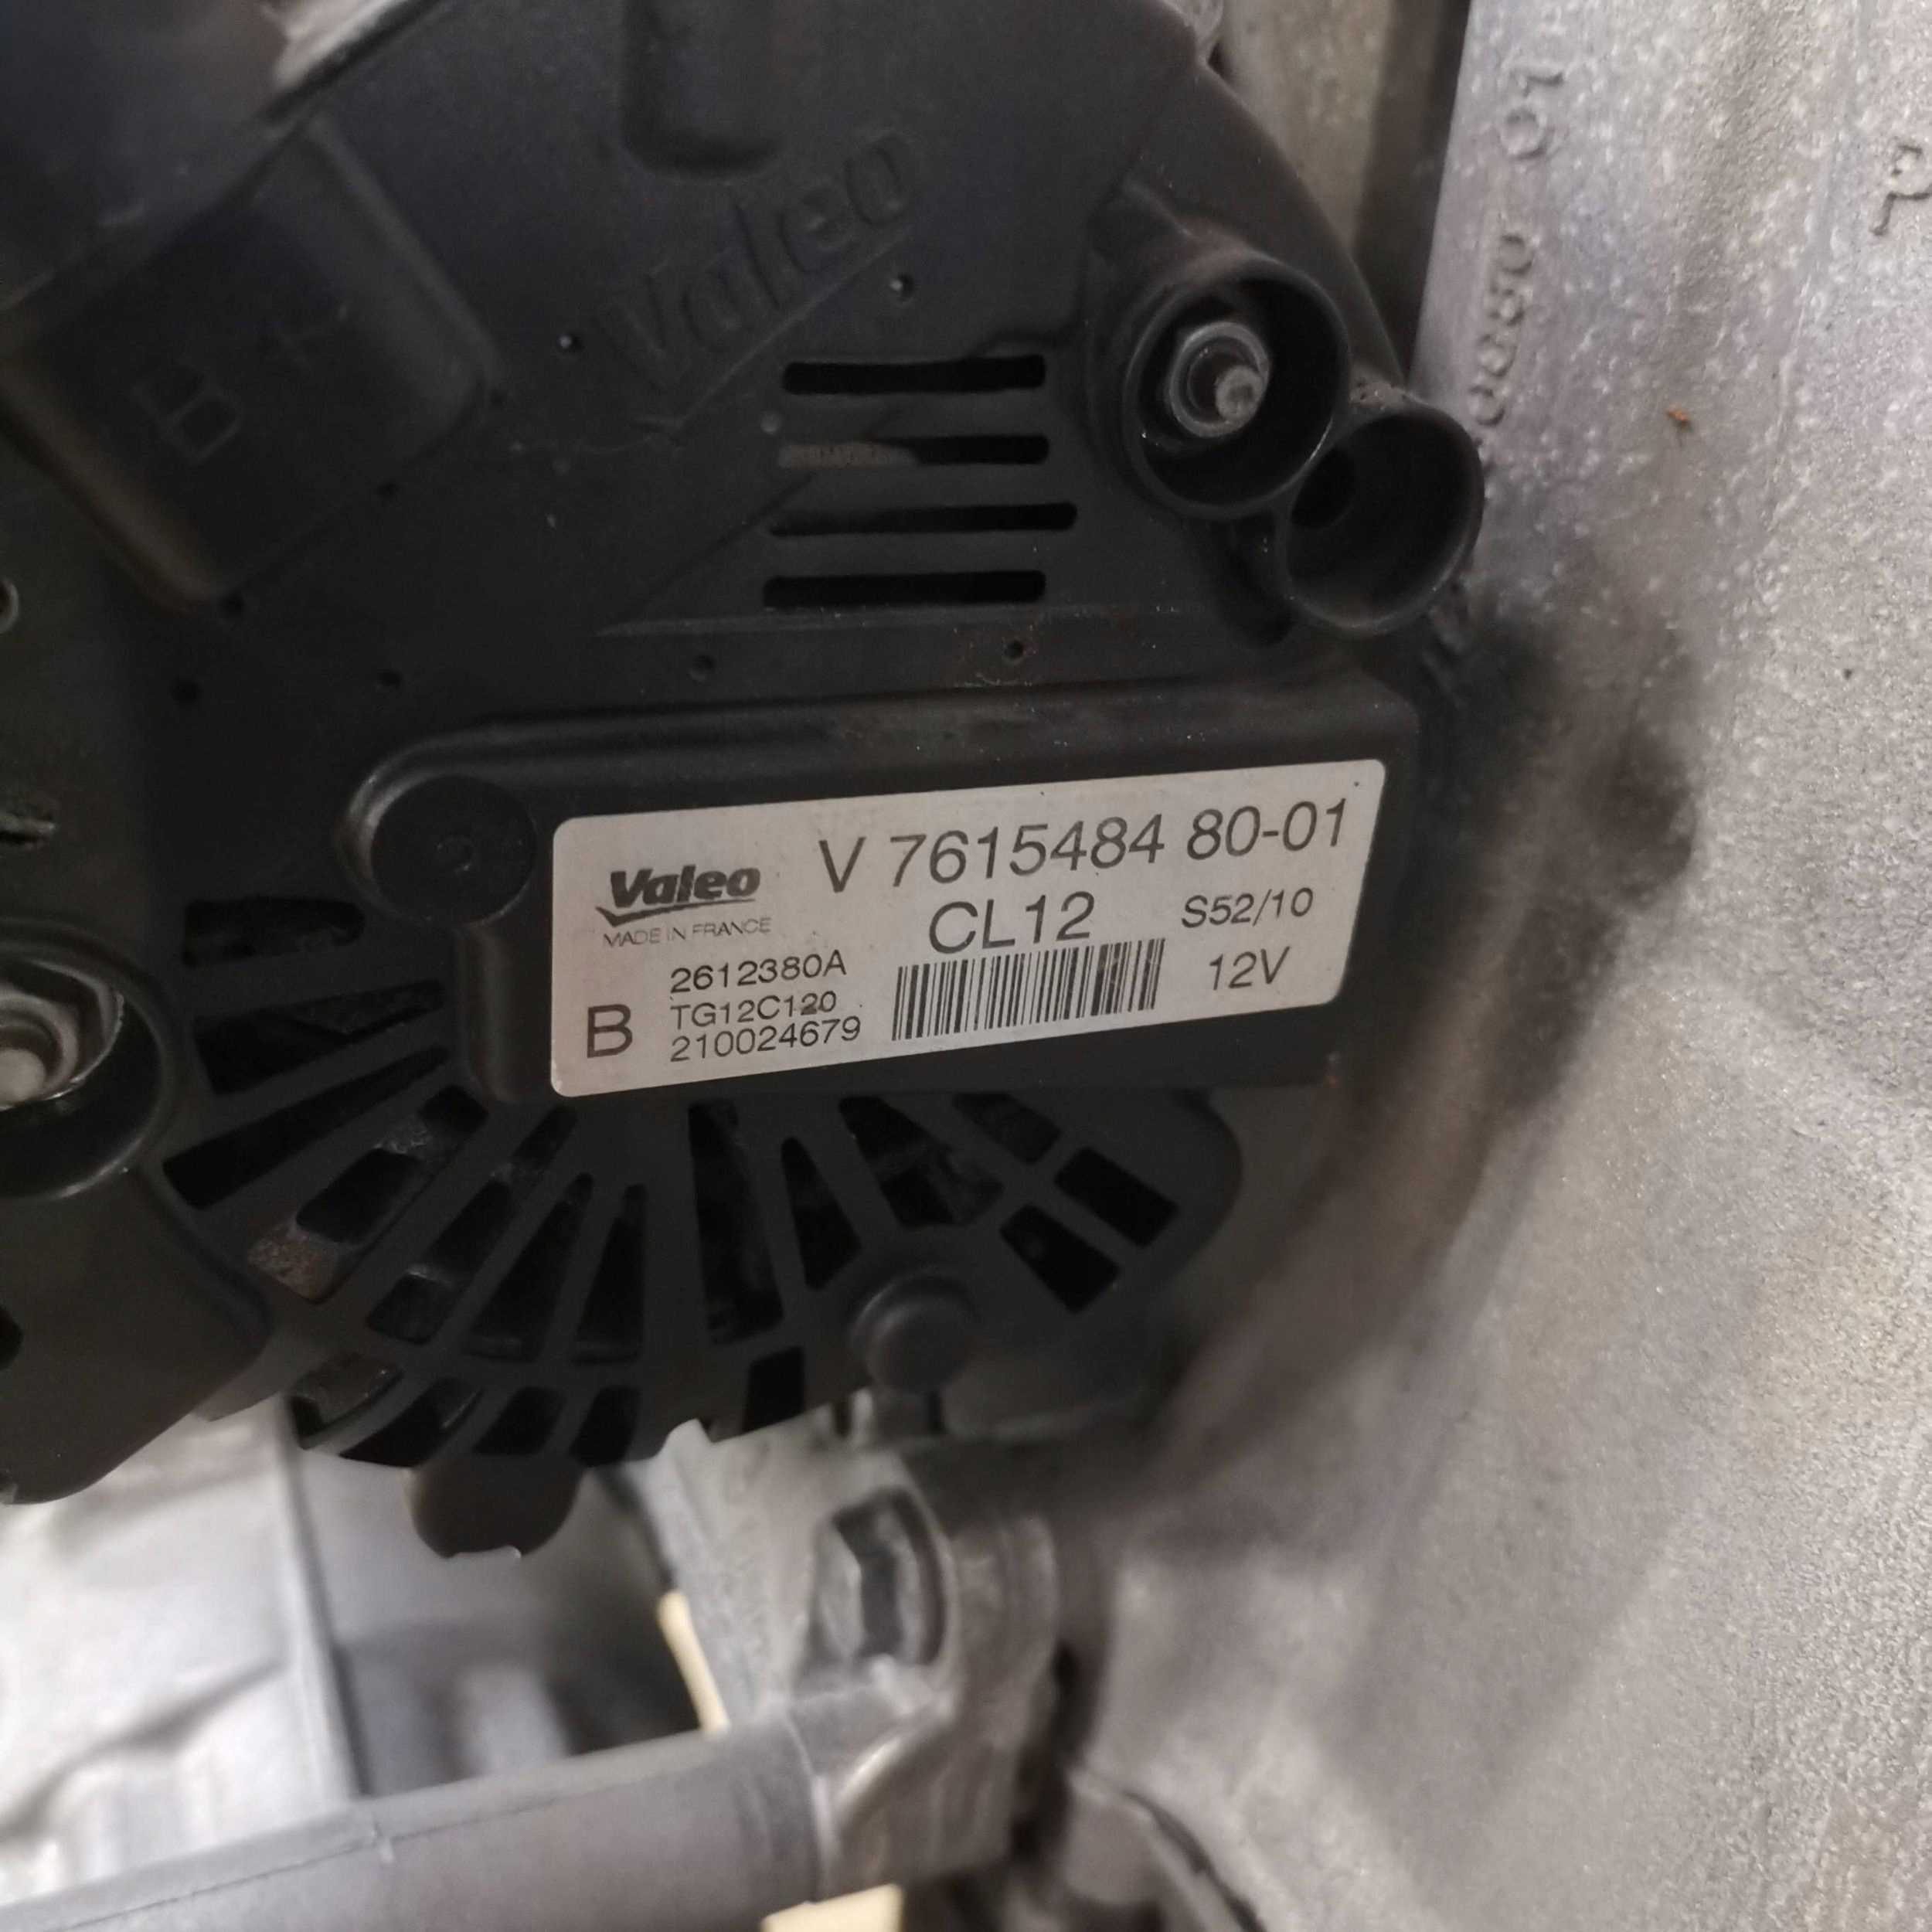 Valeo
B+
Valeo
MADE IN FRANCE
V 7615484 80-01
CL12
S52/10
2612380A
12V
B
TG12C120
210024679